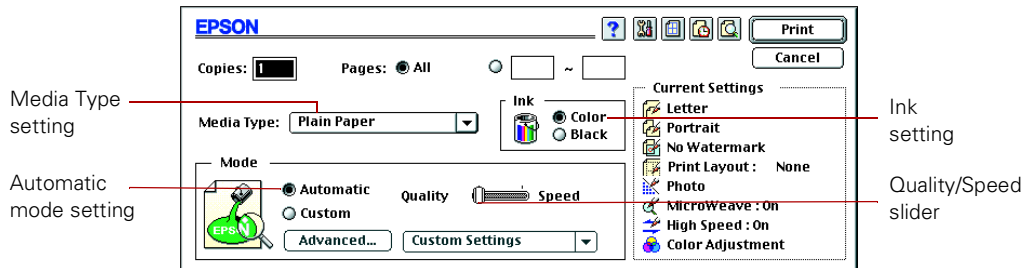 EPSON
Print
Cancel
Copies: 1
Pages: All
~
Media Type
setting
Media Type: Plain Paper
Ink
Color
Black
Ink
setting
Current Settings
Letter
Portrait
No Watermark
Print Layout : None
Photo
MicroWeave : On
High Speed : On
Color Adjustment
Automatic
mode setting
Mode
EPSON
Automatic
Custom
Quality
Speed
Advanced...
Custom Settings
Quality/Speed
slider